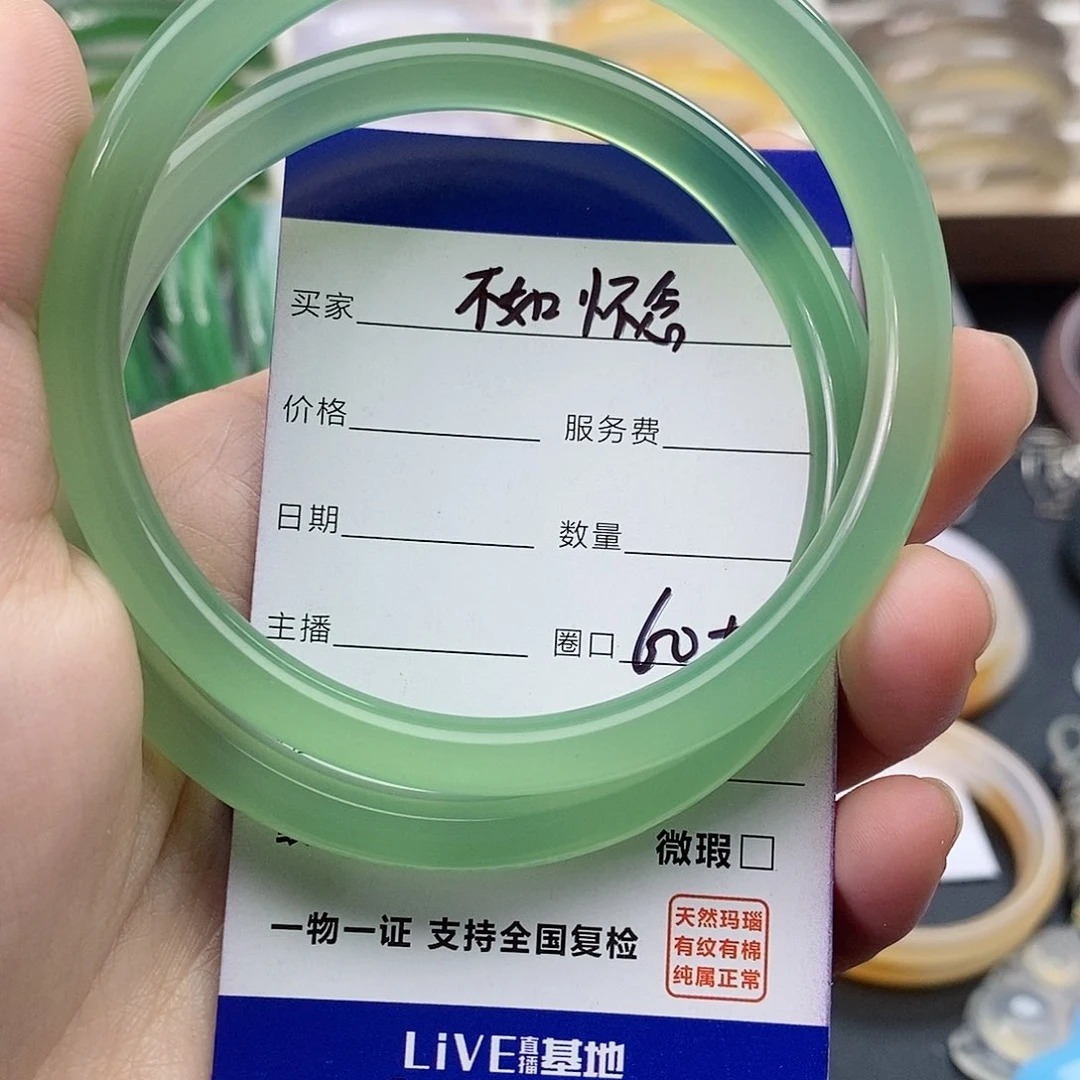 买家 不如怀念
价格 服务费
日期 数量
主播 圈口 60+
微瑕□
一物一证 支持全国复检
天然玛瑙
有纹有棉
纯属正常
LiVE直播基地